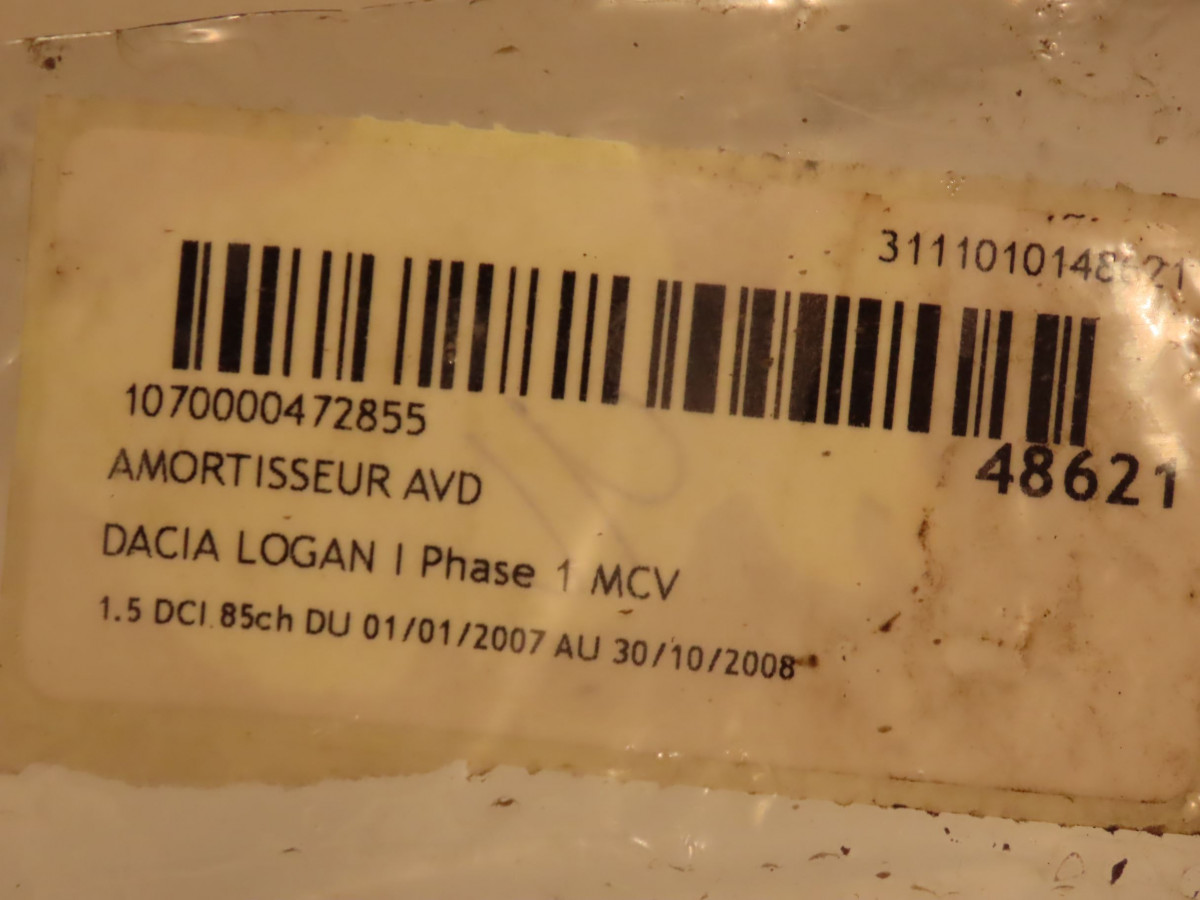 3111010148621
1070000472855
48621
AMORTISSEUR AVD
DACIA LOGAN I Phase 1 MCV
1.5 DCI 85ch DU 01/01/2007 AU 30/10/2008